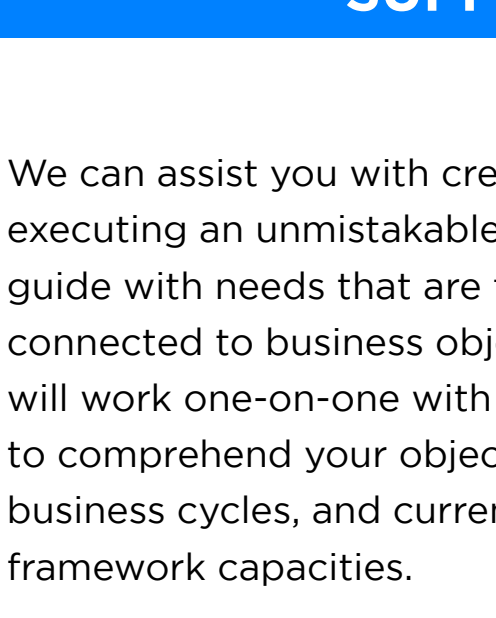 We can assist you with
executing an unmistakable
guide with needs that are
connected to business
will work one-on-one with
to comprehend your
business cycles, and
framework capacities.